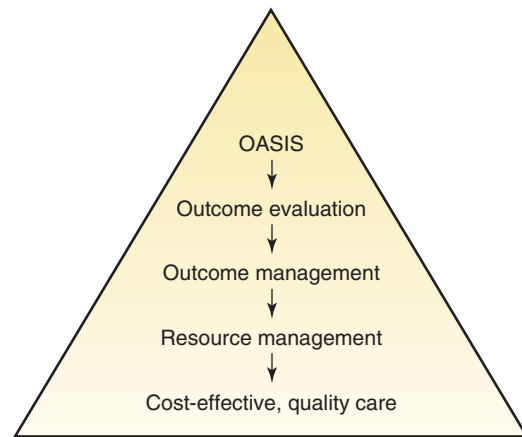 OASIS
Outcome evaluation
Outcome management
Resource management
Cost-effective, quality care